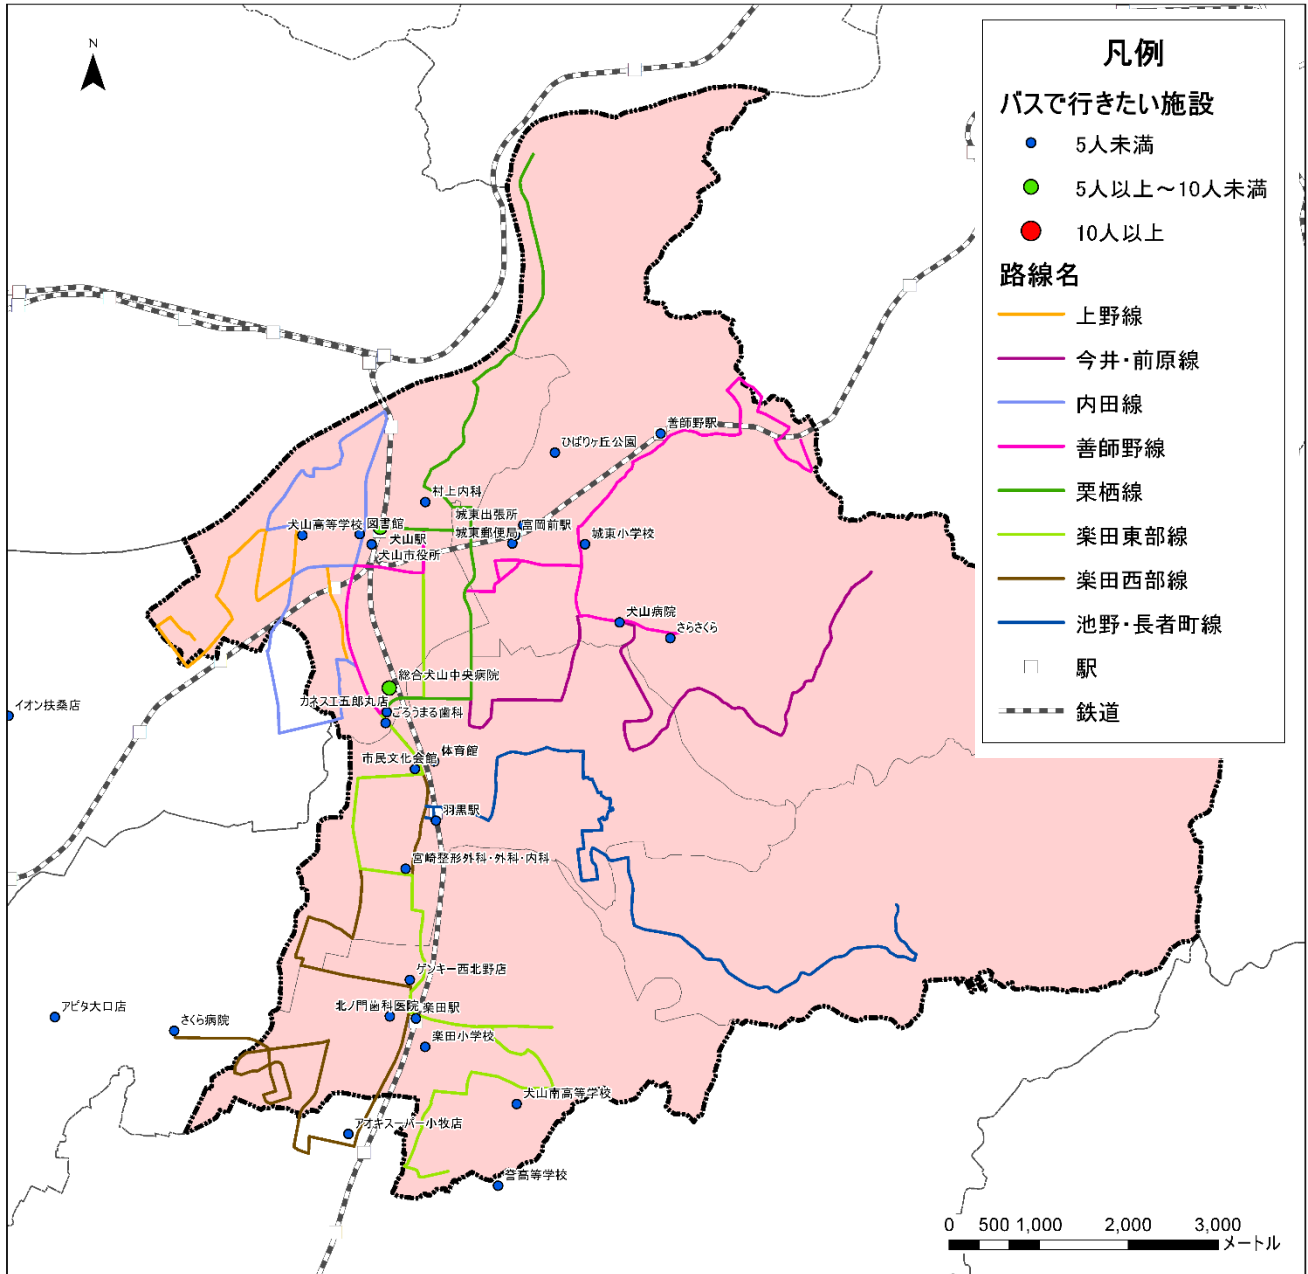 N
凡例
バスで行きたい施設
5人未満
5人以上～10人未満
10人以上
路線名
上野線
今井・前原線
内田線
善師野線
栗栖線
楽田東部線
楽田西部線
池野・長者町線
駅
鉄道
善師野駅
ひばりヶ丘公園
村上内科
城東出張所
犬山高等学校
図書館
富岡前駅
城東郵便局
城東小学校
犬山駅
犬山市役所
犬山病院
さらさくら
総合犬山中央病院
カネスエ五郎丸店
ごろうまる歯科
イオン扶桑店
体育館
市民文化会館
羽黒駅
宮崎整形外科・外科・内科
ゲンキー西北野店
アピタ大口店
さくら病院
北ノ門歯科医院
楽田駅
楽田小学校
犬山南高等学校
アオキスーパー小牧店
誉高等学校
0 500 1,000 2,000 3,000
メートル